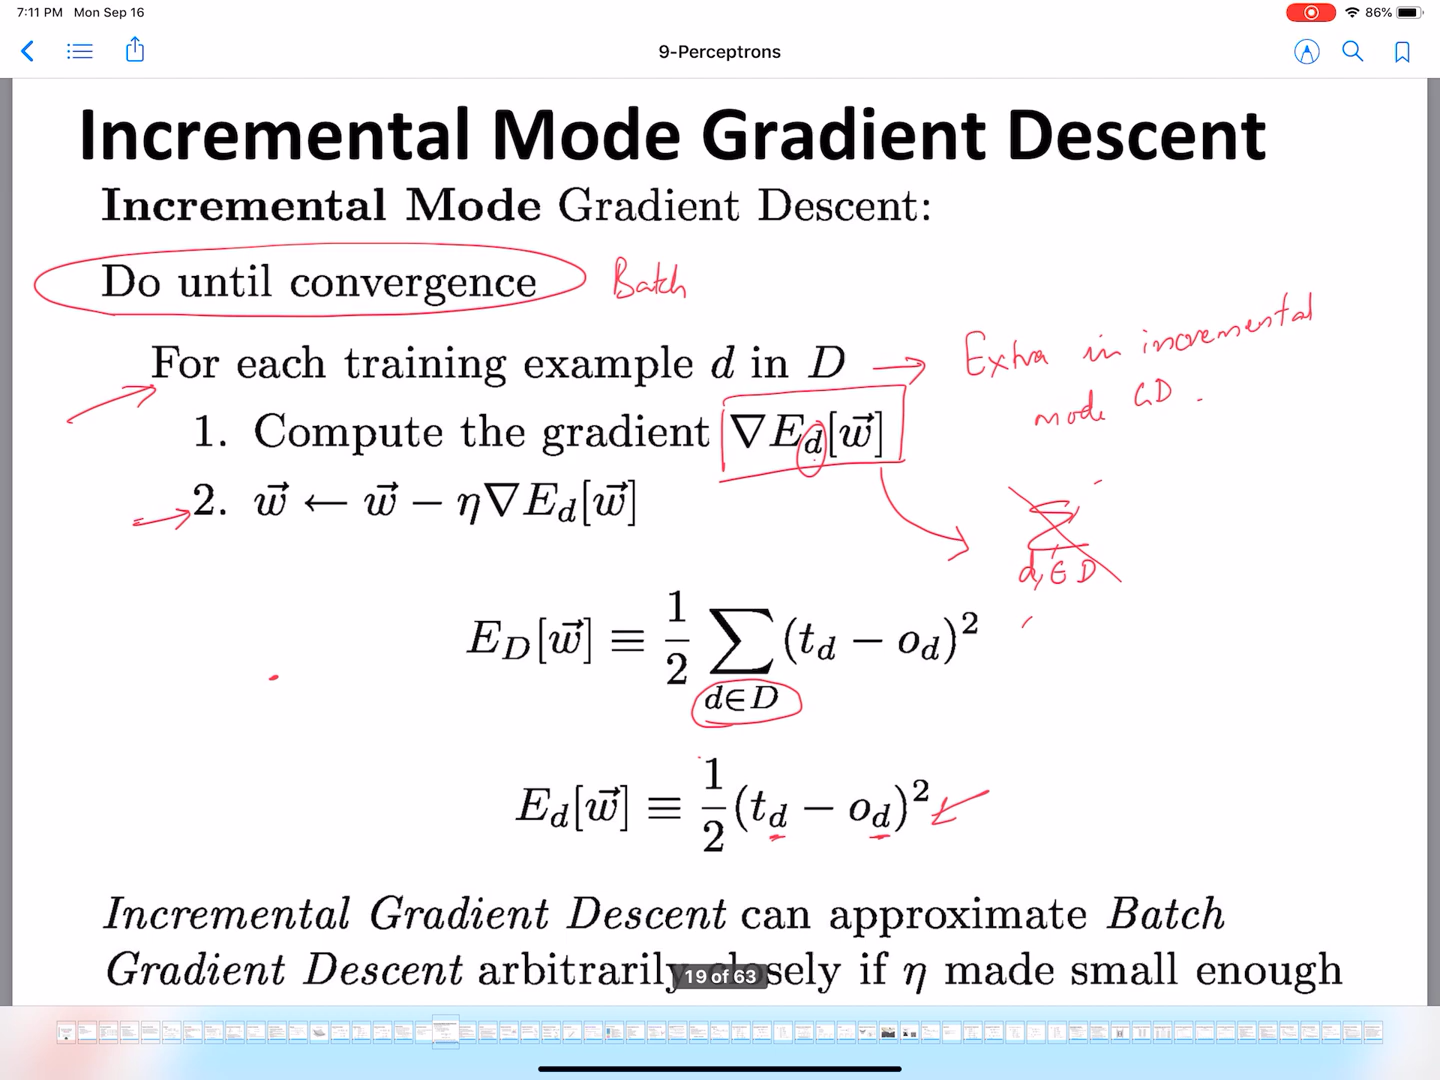 7:11 PM Mon Sep 16
86%
9-Perceptrons
Incremental Mode Gradient Descent
Incremental Mode Gradient Descent:
Do until convergence Batch
For each training example d in D → Extra in incremental
mode GD.
1. Compute the gradient ∇E_d[w⃗]
2. w⃗ ← w⃗ − η∇E_d[w⃗]
Σ
d∈D
E_D[w⃗] ≡ 1/2 Σ_{d∈D} (t_d − o_d)²
E_d[w⃗] ≡ 1/2 (t_d − o_d)²
Incremental Gradient Descent can approximate Batch
Gradient Descent arbitrarily closely if η made small enough
19 of 63